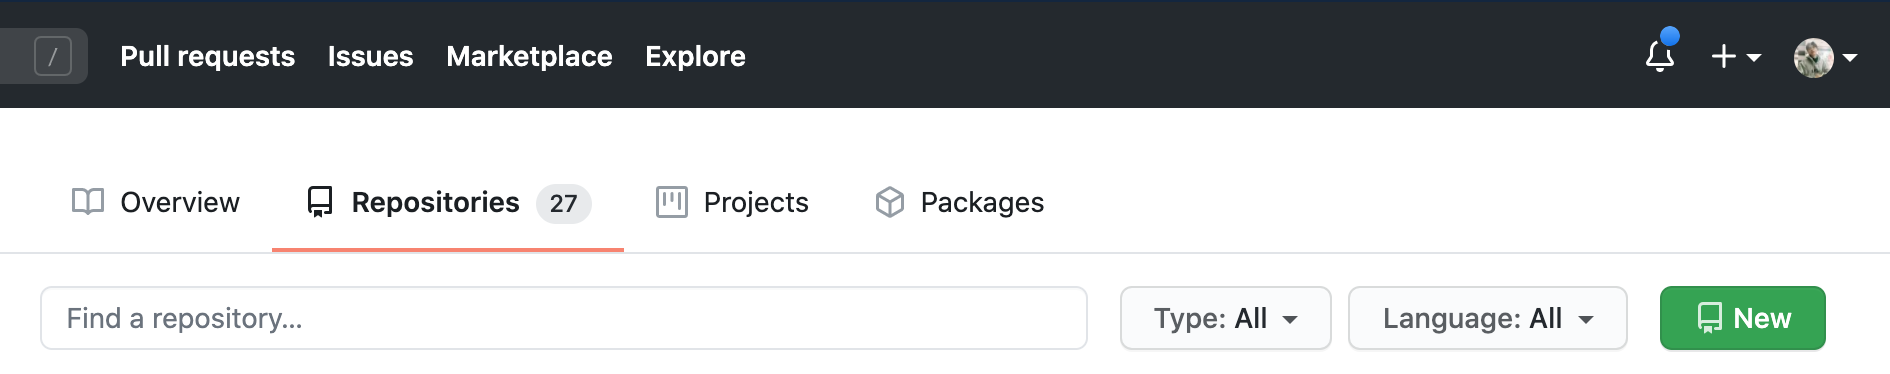 / Pull requests Issues Marketplace Explore
Overview Repositories 27 Projects Packages
Find a repository... Type: All Language: All New